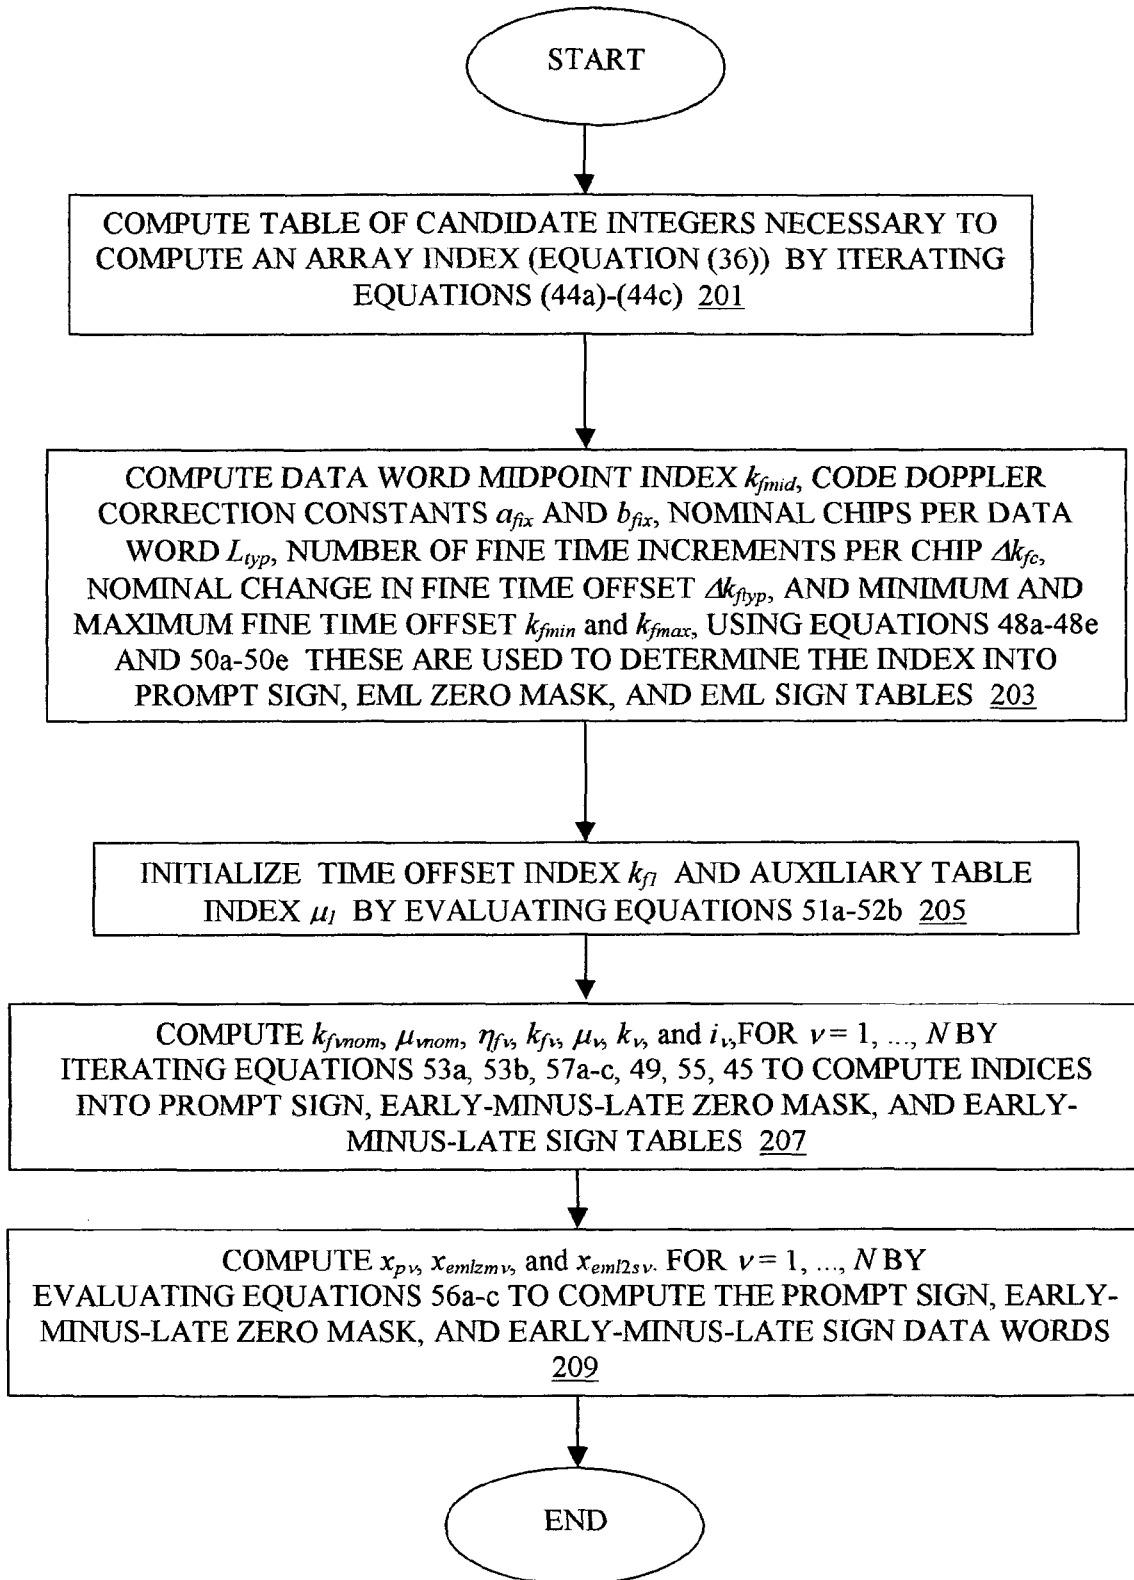 START
COMPUTE TABLE OF CANDIDATE INTEGERS NECESSARY TO
COMPUTE AN ARRAY INDEX (EQUATION (36)) BY ITERATING
EQUATIONS (44a)-(44c) 201
COMPUTE DATA WORD MIDPOINT INDEX k_fmid, CODE DOPPLER
CORRECTION CONSTANTS a_fix AND b_fix, NOMINAL CHIPS PER DATA
WORD L_typ, NUMBER OF FINE TIME INCREMENTS PER CHIP Δk_fc,
NOMINAL CHANGE IN FINE TIME OFFSET Δk_ftyp, AND MINIMUM AND
MAXIMUM FINE TIME OFFSET k_fmin and k_fmax, USING EQUATIONS 48a-48e
AND 50a-50e THESE ARE USED TO DETERMINE THE INDEX INTO
PROMPT SIGN, EML ZERO MASK, AND EML SIGN TABLES 203
INITIALIZE TIME OFFSET INDEX k_f1 AND AUXILIARY TABLE
INDEX μ_1 BY EVALUATING EQUATIONS 51a-52b 205
COMPUTE k_fνnom, μ_νnom, η_fν, k_fν, μ_ν, k_ν, and i_ν, FOR ν = 1, ..., N BY
ITERATING EQUATIONS 53a, 53b, 57a-c, 49, 55, 45 TO COMPUTE INDICES
INTO PROMPT SIGN, EARLY-MINUS-LATE ZERO MASK, AND EARLY-
MINUS-LATE SIGN TABLES 207
COMPUTE x_pν, x_emlzmν, and x_eml2sν. FOR ν = 1, ..., N BY
EVALUATING EQUATIONS 56a-c TO COMPUTE THE PROMPT SIGN, EARLY-
MINUS-LATE ZERO MASK, AND EARLY-MINUS-LATE SIGN DATA WORDS
209
END